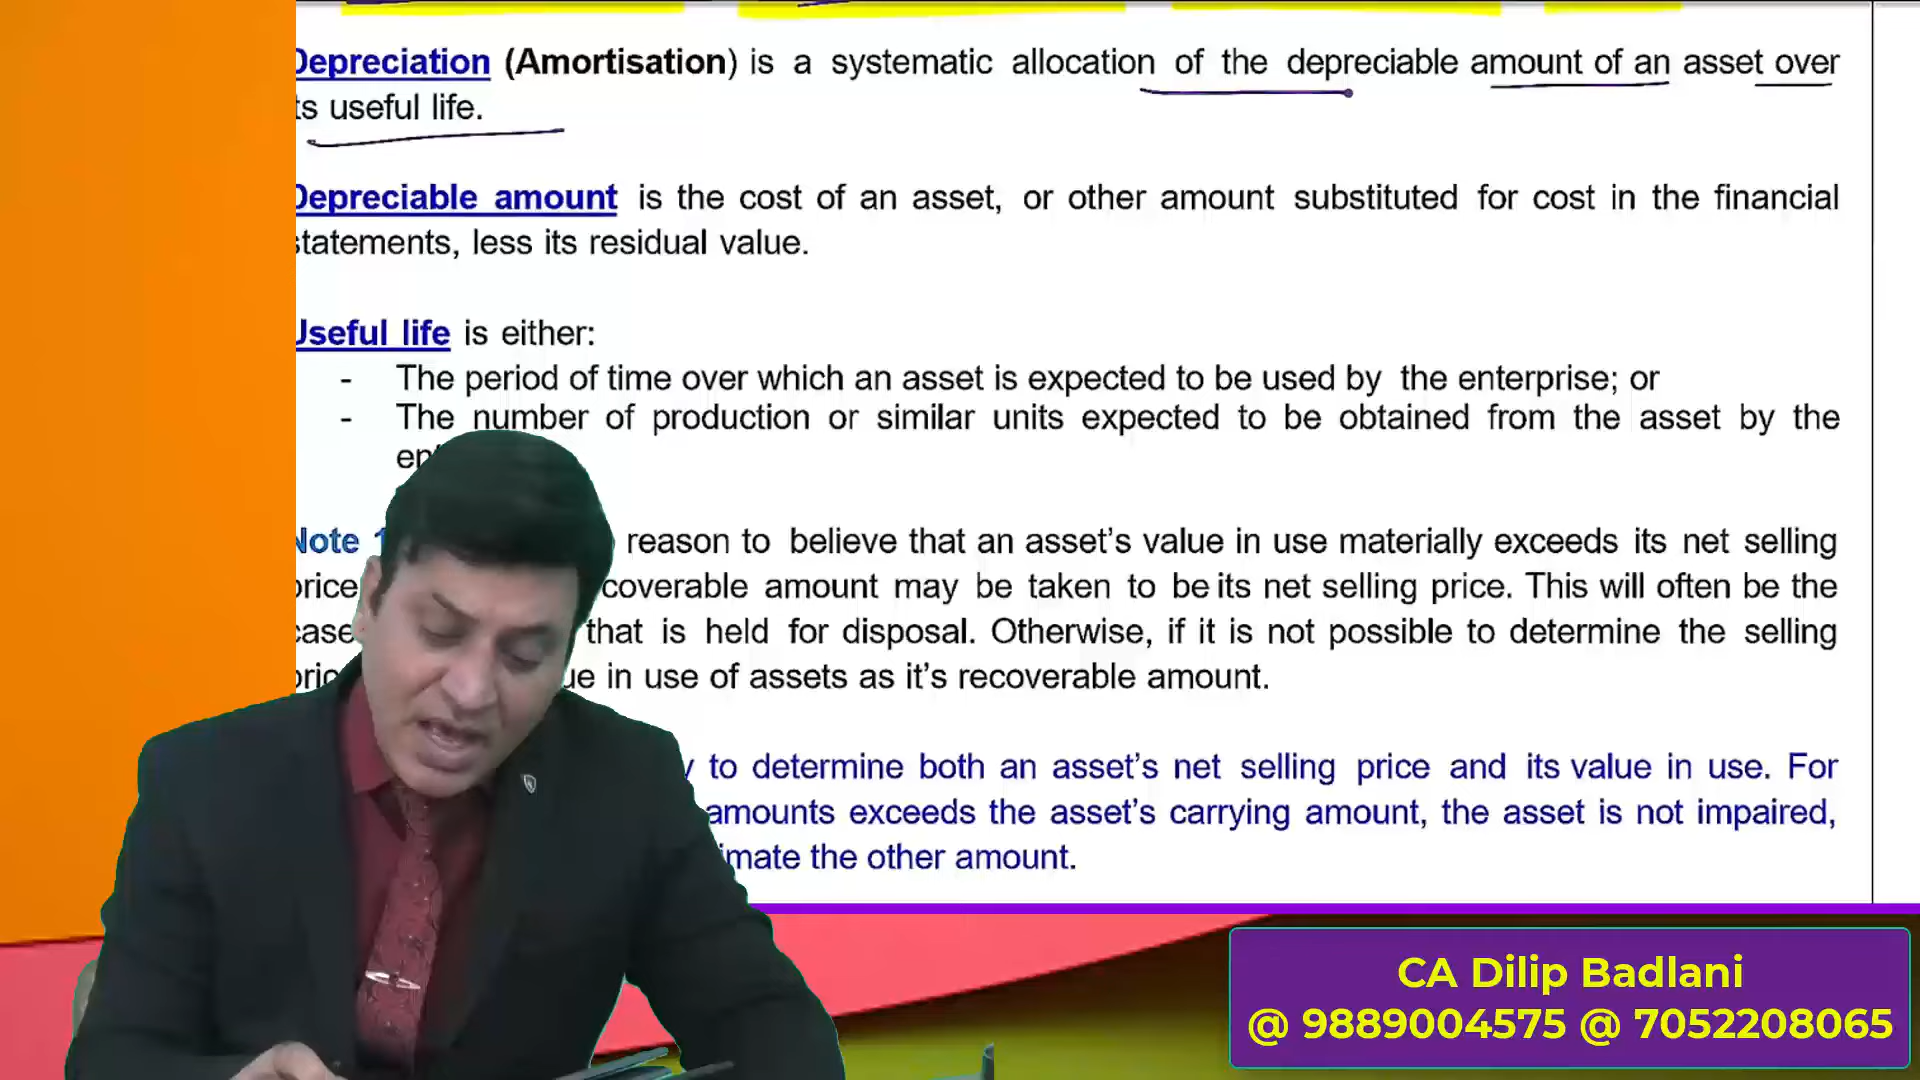 Depreciation (Amortisation) is a systematic allocation of the depreciable amount of an asset over
ts useful life.
Depreciable amount is the cost of an asset, or other amount substituted for cost in the financial
statements, less its residual value.
Useful life is either:
- The period of time over which an asset is expected to be used by the enterprise; or
- The number of production or similar units expected to be obtained from the asset by the
Note reason to believe that an asset's value in use materially exceeds its net selling
price coverable amount may be taken to be its net selling price. This will often be the
case that is held for disposal. Otherwise, if it is not possible to determine the selling
ue in use of assets as it's recoverable amount.
to determine both an asset's net selling price and its value in use. For
amounts exceeds the asset's carrying amount, the asset is not impaired,
imate the other amount.
CA Dilip Badlani
@ 9889004575 @ 7052208065